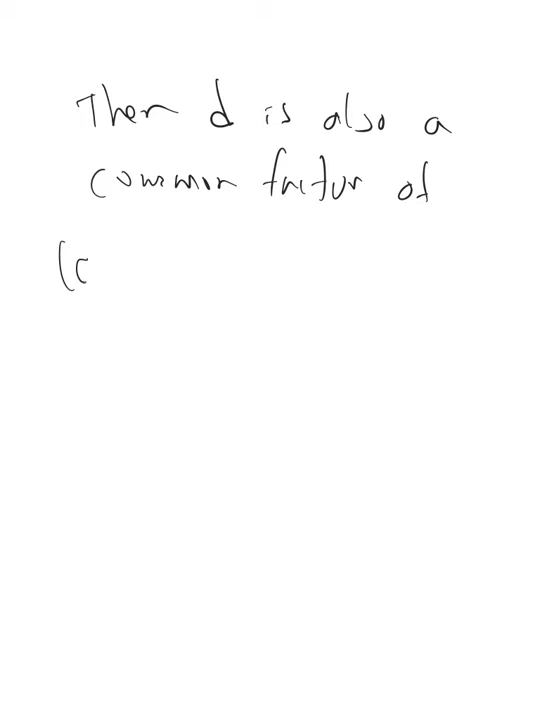 Then d is also a
common factor of
(c